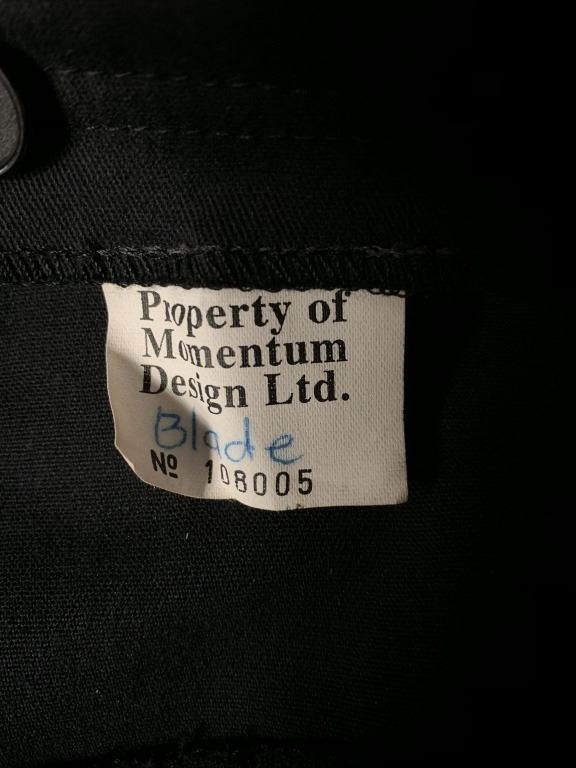 Property of
Momentum
Design Ltd.
Blade
Nº 108005